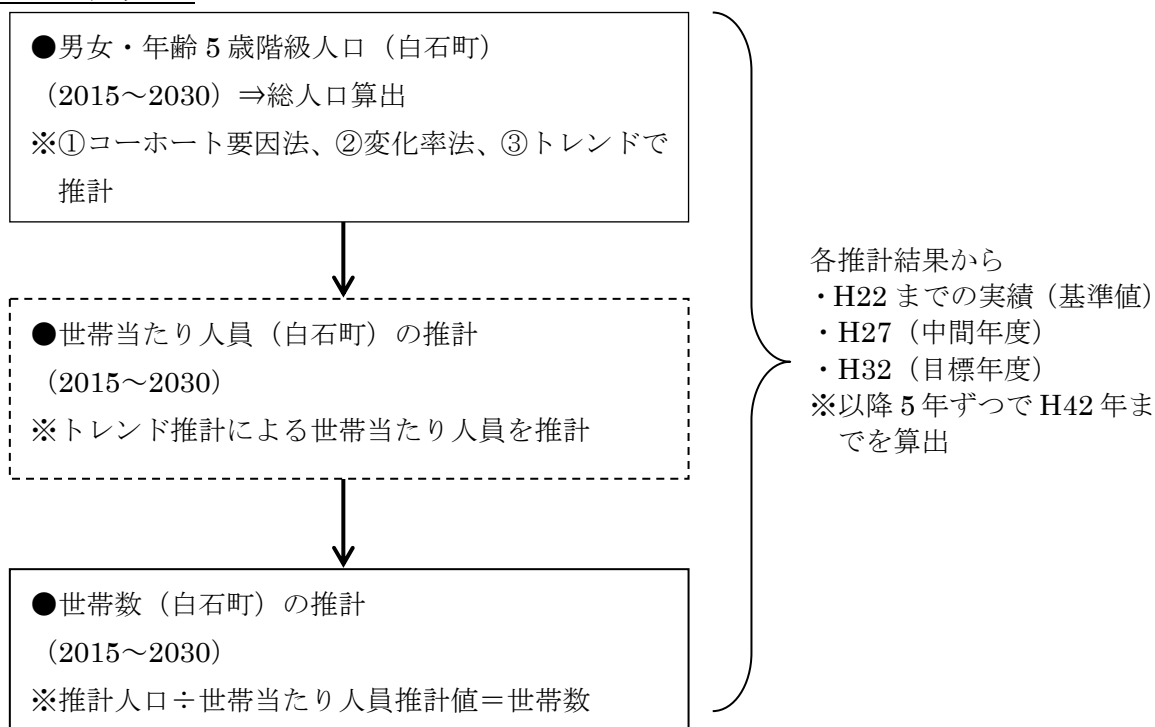 ●男女・年齢 5 歳階級人口（白石町）
（2015～2030）⇒総人口算出
※①コーホート要因法、②変化率法、③トレンドで
推計
●世帯当たり人員（白石町）の推計
（2015～2030）
※トレンド推計による世帯当たり人員を推計
●世帯数（白石町）の推計
（2015～2030）
※推計人口÷世帯当たり人員推計値＝世帯数
各推計結果から
・H22 までの実績（基準値）
・H27（中間年度）
・H32（目標年度）
※以降 5 年ずつで H42 年ま
でを算出